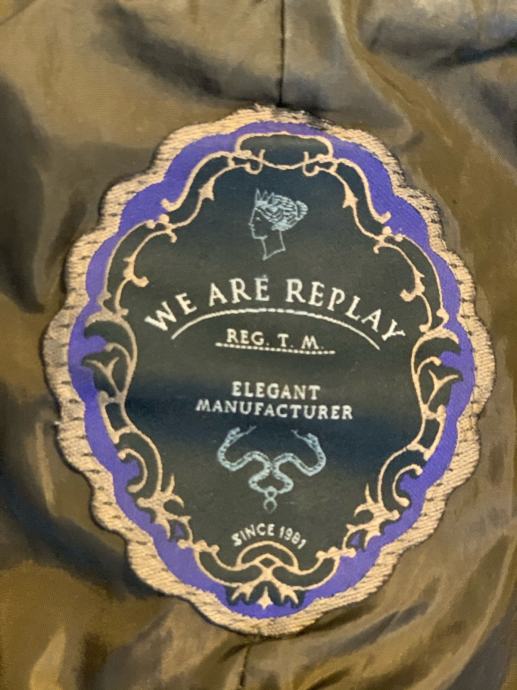 WE ARE REPLAY
REG. T. M.
ELEGANT
MANUFACTURER
SINCE 1981